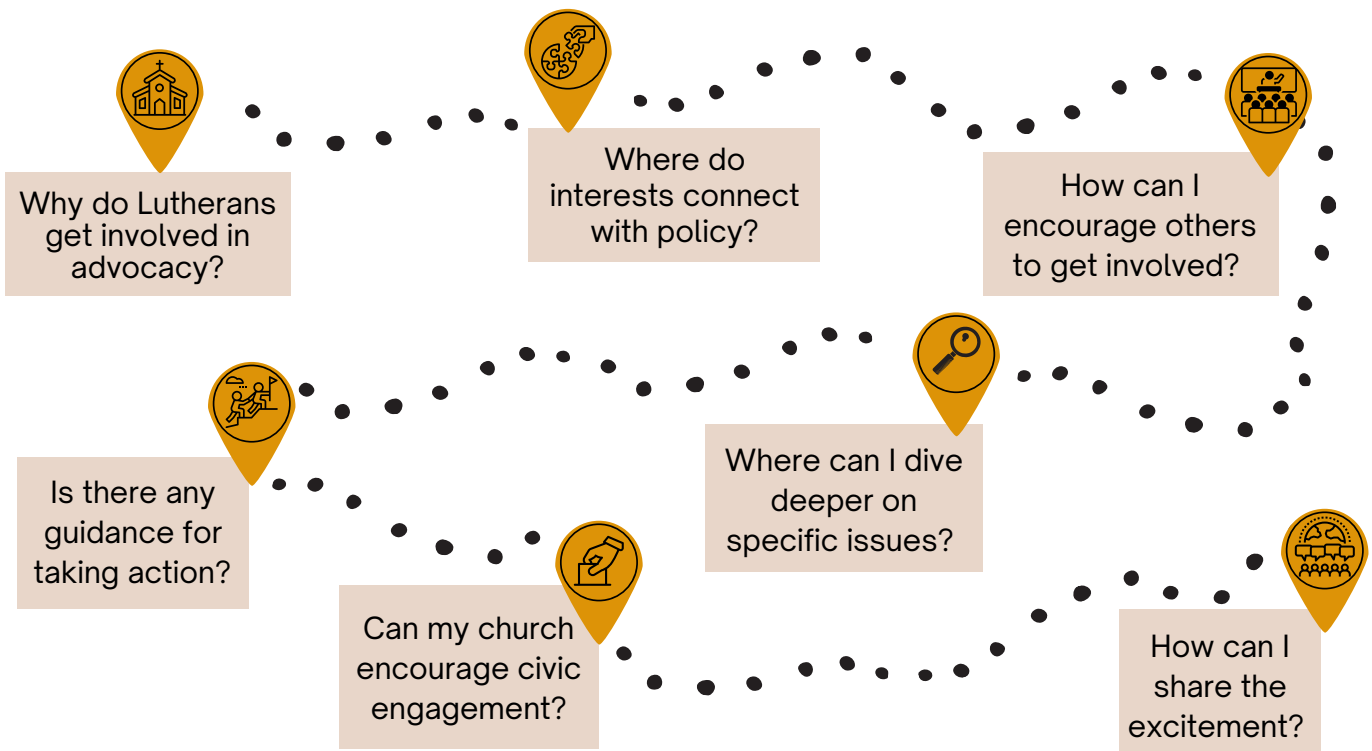 Why do Lutherans
get involved in
advocacy?
Where do
interests connect
with policy?
How can I
encourage others
to get involved?
Where can I dive
deeper on
specific issues?
Is there any
guidance for
taking action?
Can my church
encourage civic
engagement?
How can I
share the
excitement?